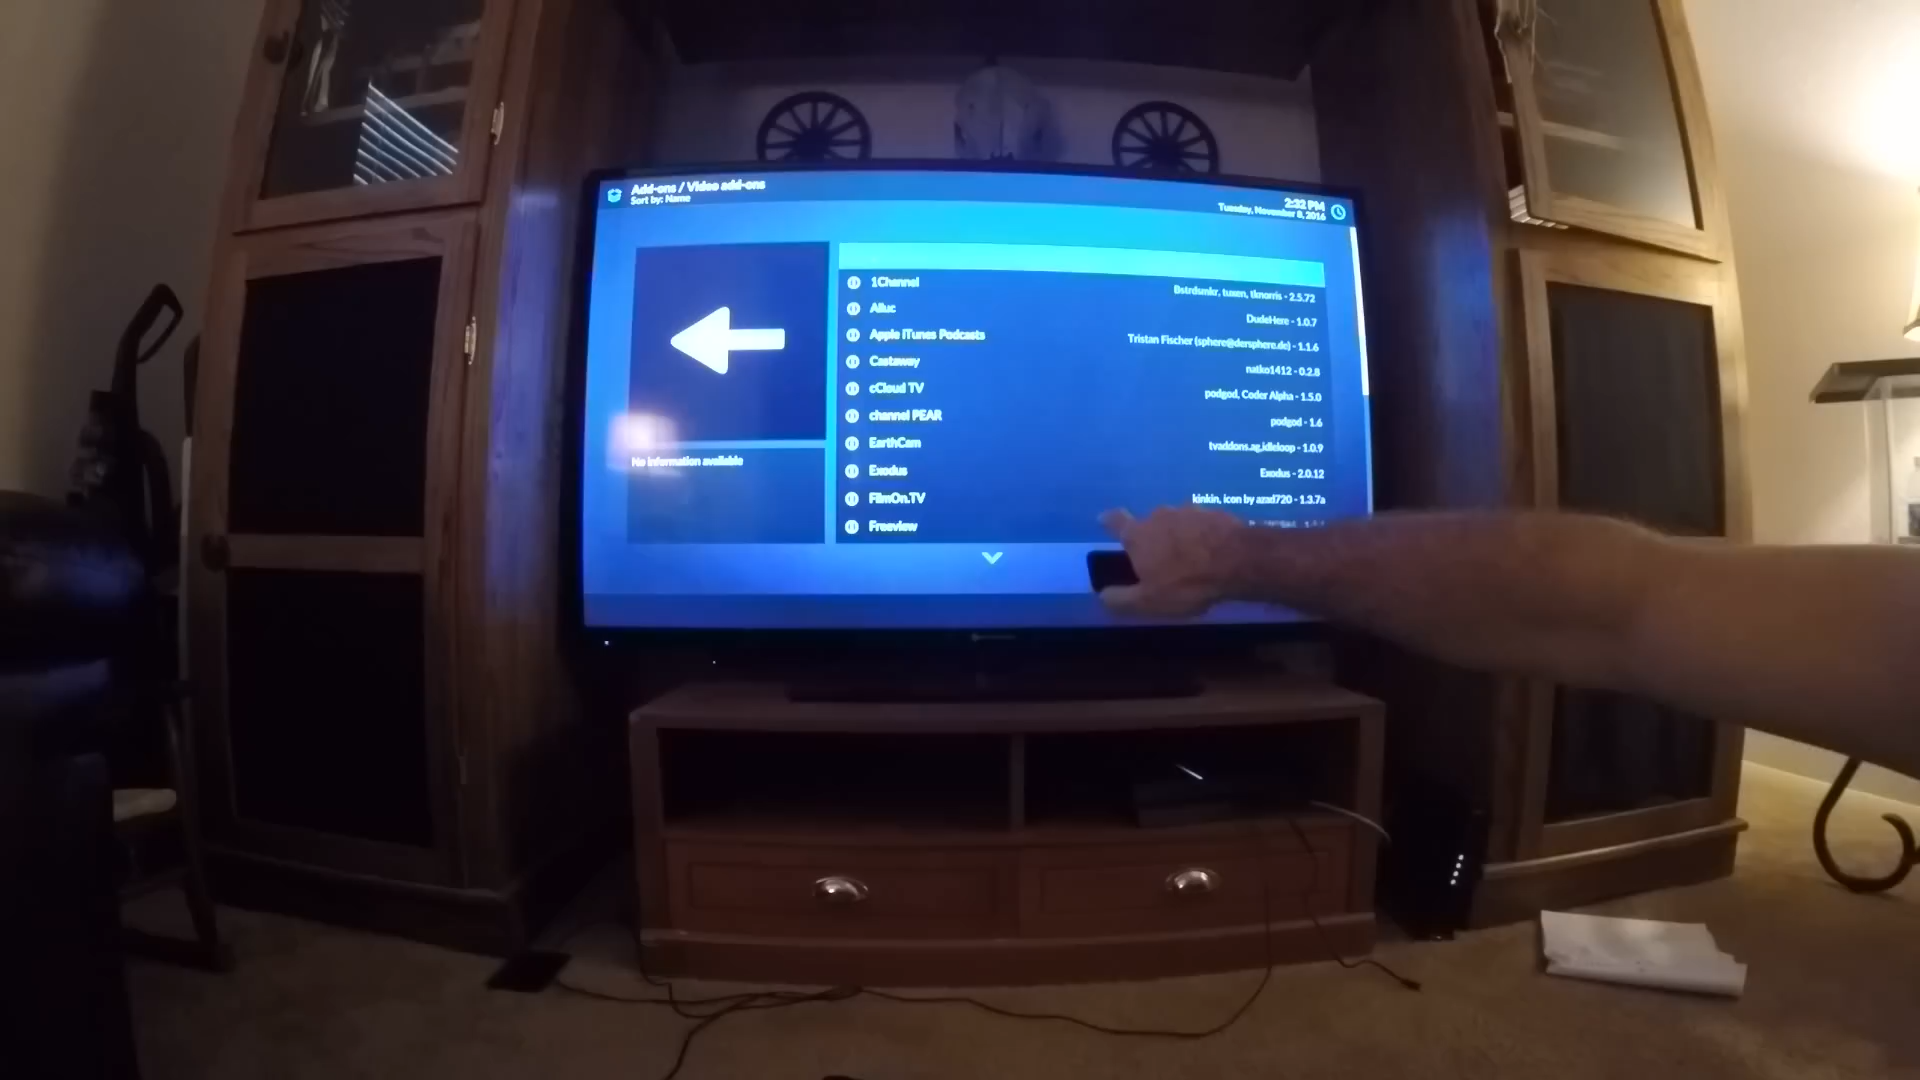 Add-ons / Video add-ons
Sort by: Name
2:32 PM
Tuesday, November 8, 2016
1Channel
Bstrdsmkr, tuxen, tknorris - 2.5.72
Alluc
DudeHere - 1.0.7
Apple iTunes Podcasts
Tristan Fischer (sphere@dersphere.de) - 1.1.6
Castaway
natko1412 - 0.2.8
cCloud TV
podgod, Coder Alpha - 1.5.0
channel PEAR
podgod - 1.6
EarthCam
tvaddons.ag,idleloop - 1.0.9
Exodus
Exodus - 2.0.12
FilmOn.TV
kinkin, icon by azad720 - 1.3.7a
Freeview
No information available